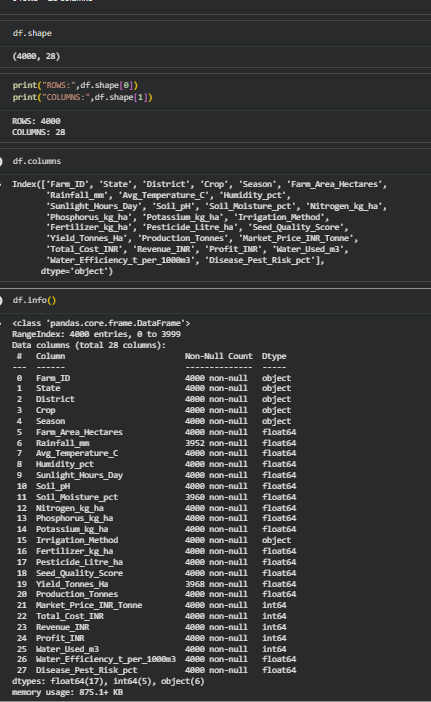 df.shape
(4000, 28)
print("ROWS:",df.shape[0])
print("COLUMNS:",df.shape[1])
ROWS: 4000
COLUMNS: 28
df.columns
Index(['Farm_ID', 'State', 'District', 'Crop', 'Season', 'Farm_Area_Hectares',
'Rainfall_mm', 'Avg_Temperature_C', 'Humidity_pct',
'Sunlight_Hours_Day', 'Soil_pH', 'Soil_Moisture_pct', 'Nitrogen_kg_ha',
'Phosphorus_kg_ha', 'Potassium_kg_ha', 'Irrigation_Method',
'Fertilizer_kg_ha', 'Pesticide_Litre_ha', 'Seed_Quality_Score',
'Yield_Tonnes_Ha', 'Production_Tonnes', 'Market_Price_INR_Tonne',
'Total_Cost_INR', 'Revenue_INR', 'Profit_INR', 'Water_Used_m3',
'Water_Efficiency_t_per_1000m3', 'Disease_Pest_Risk_pct'],
dtype='object')
df.info()
<class 'pandas.core.frame.DataFrame'>
RangeIndex: 4000 entries, 0 to 3999
Data columns (total 28 columns):
# Column Non-Null Count Dtype
--- ------ -------------- -----
0 Farm_ID 4000 non-null object
1 State 4000 non-null object
2 District 4000 non-null object
3 Crop 4000 non-null object
4 Season 4000 non-null object
5 Farm_Area_Hectares 4000 non-null float64
6 Rainfall_mm 3952 non-null float64
7 Avg_Temperature_C 4000 non-null float64
8 Humidity_pct 4000 non-null float64
9 Sunlight_Hours_Day 4000 non-null float64
10 Soil_pH 4000 non-null float64
11 Soil_Moisture_pct 3960 non-null float64
12 Nitrogen_kg_ha 4000 non-null float64
13 Phosphorus_kg_ha 4000 non-null float64
14 Potassium_kg_ha 4000 non-null float64
15 Irrigation_Method 4000 non-null object
16 Fertilizer_kg_ha 4000 non-null float64
17 Pesticide_Litre_ha 4000 non-null float64
18 Seed_Quality_Score 4000 non-null float64
19 Yield_Tonnes_Ha 3968 non-null float64
20 Production_Tonnes 4000 non-null float64
21 Market_Price_INR_Tonne 4000 non-null int64
22 Total_Cost_INR 4000 non-null int64
23 Revenue_INR 4000 non-null int64
24 Profit_INR 4000 non-null int64
25 Water_Used_m3 4000 non-null int64
26 Water_Efficiency_t_per_1000m3 4000 non-null float64
27 Disease_Pest_Risk_pct 4000 non-null float64
dtypes: float64(17), int64(5), object(6)
memory usage: 875.1+ KB